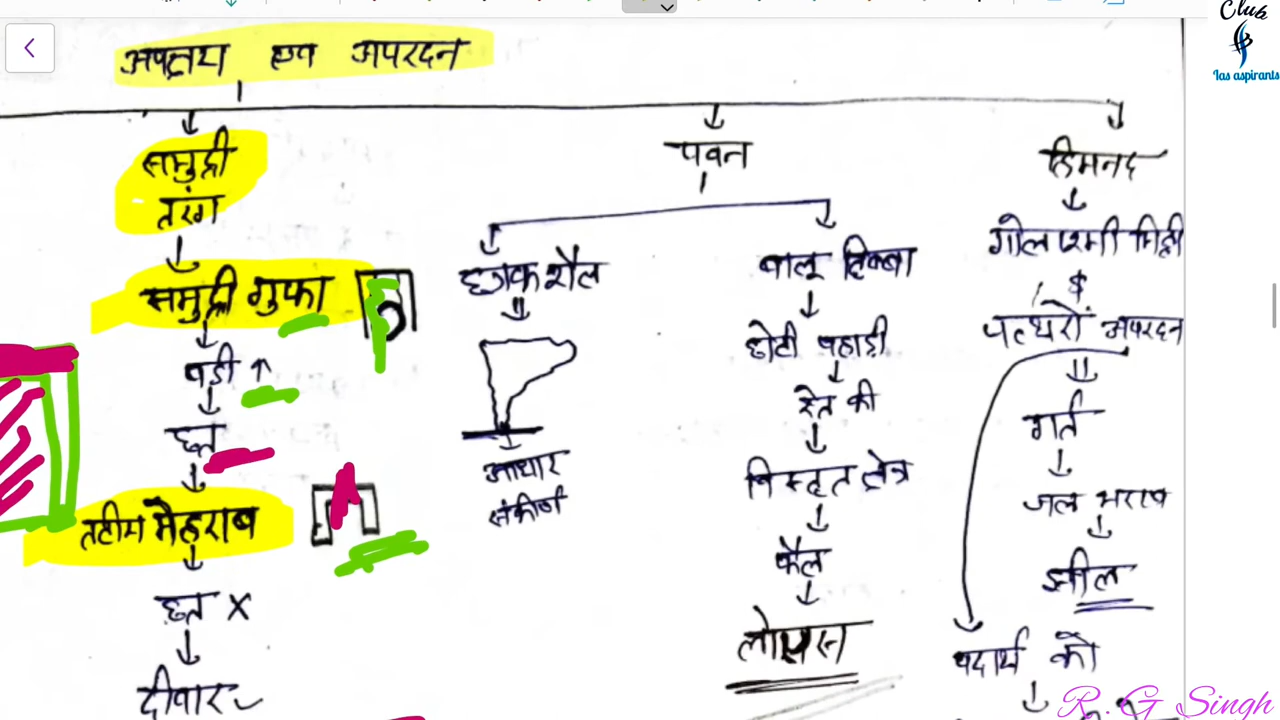 Club
Ias aspirants
अपक्षय एव अपरदन
समुद्री
तरंग
समुद्री गुफा
बड़ी ↑
छत
तटीय मेहराब
छत X
दीवार
पवन
छत्रक शैल
आधार
संकीर्ण
बालू टिब्बा
छोटी पहाड़ी
रेत की
विस्तृत क्षेत्र
फैल
लोएस
हिमनद
गोल
मिट्टी
&
पत्थरों अपरदन
गर्त
जल भराव
झील
पदार्थ को
R.G Singh